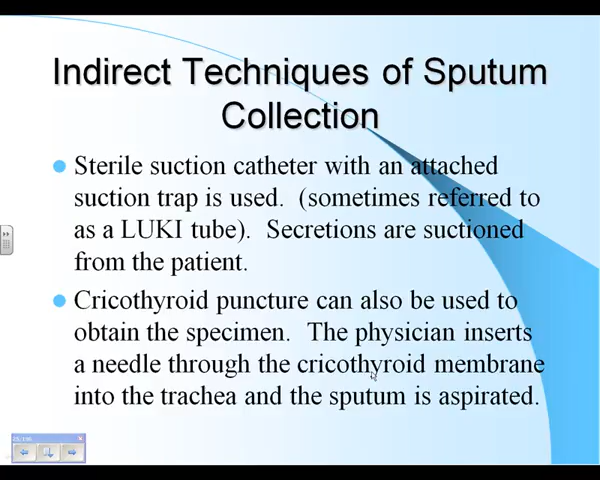 Indirect Techniques of Sputum
Collection
Sterile suction catheter with an attached
suction trap is used. (sometimes referred to
as a LUKI tube). Secretions are suctioned
from the patient.
Cricothyroid puncture can also be used to
obtain the specimen. The physician inserts
a needle through the cricothyroid membrane
into the trachea and the sputum is aspirated.